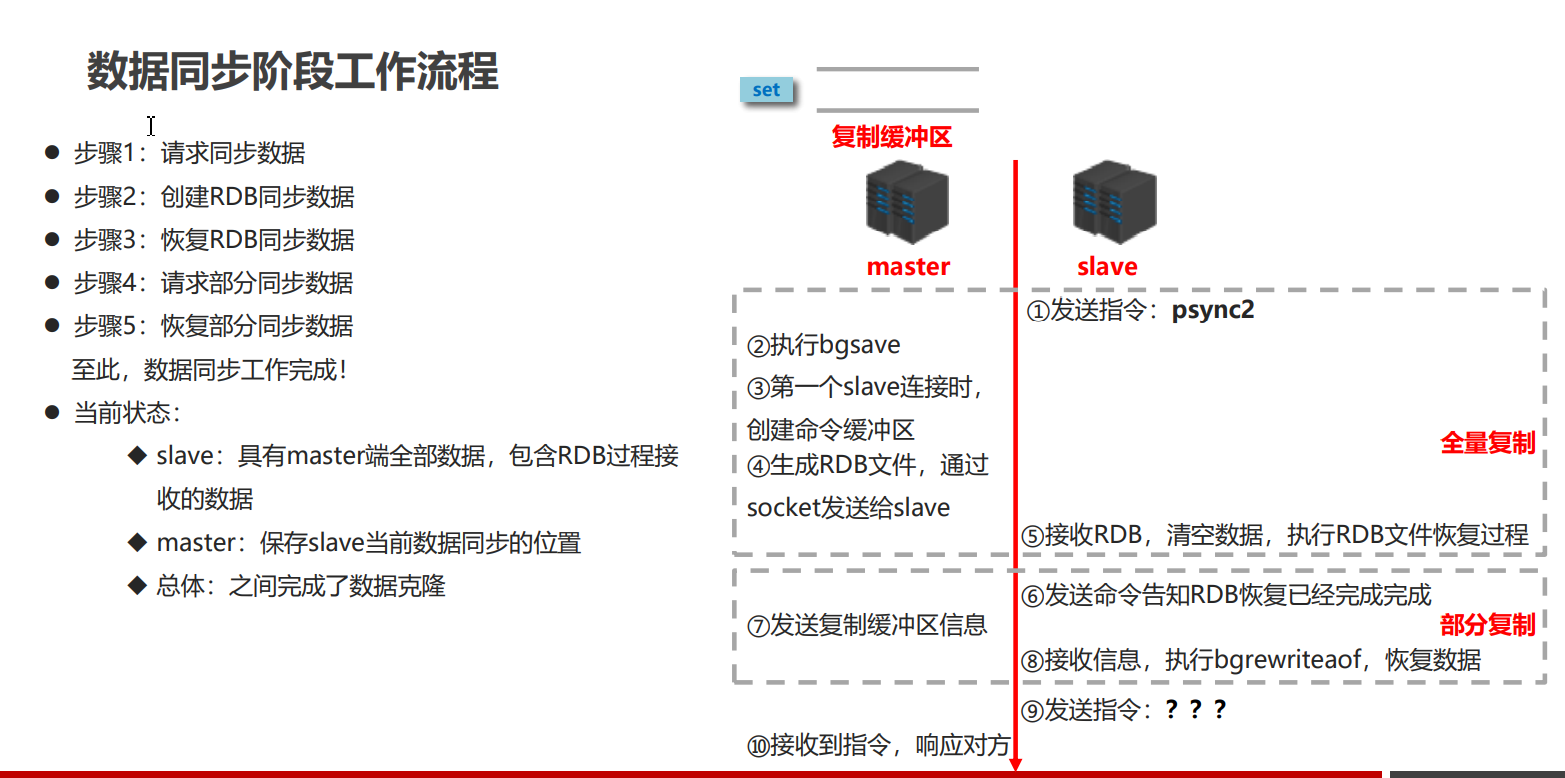 数据同步阶段工作流程
● 步骤1：请求同步数据
● 步骤2：创建RDB同步数据
● 步骤3：恢复RDB同步数据
● 步骤4：请求部分同步数据
● 步骤5：恢复部分同步数据
至此，数据同步工作完成！
● 当前状态：
◆ slave：具有master端全部数据，包含RDB过程接
收的数据
◆ master：保存slave当前数据同步的位置
◆ 总体：之间完成了数据克隆
set
复制缓冲区
master
slave
①发送指令：psync2
②执行bgsave
③第一个slave连接时，
创建命令缓冲区
④生成RDB文件，通过
socket发送给slave
全量复制
⑤接收RDB，清空数据，执行RDB文件恢复过程
⑥发送命令告知RDB恢复已经完成完成
⑦发送复制缓冲区信息
部分复制
⑧接收信息，执行bgrewriteaof，恢复数据
⑨发送指令：？？？
⑩接收到指令，响应对方